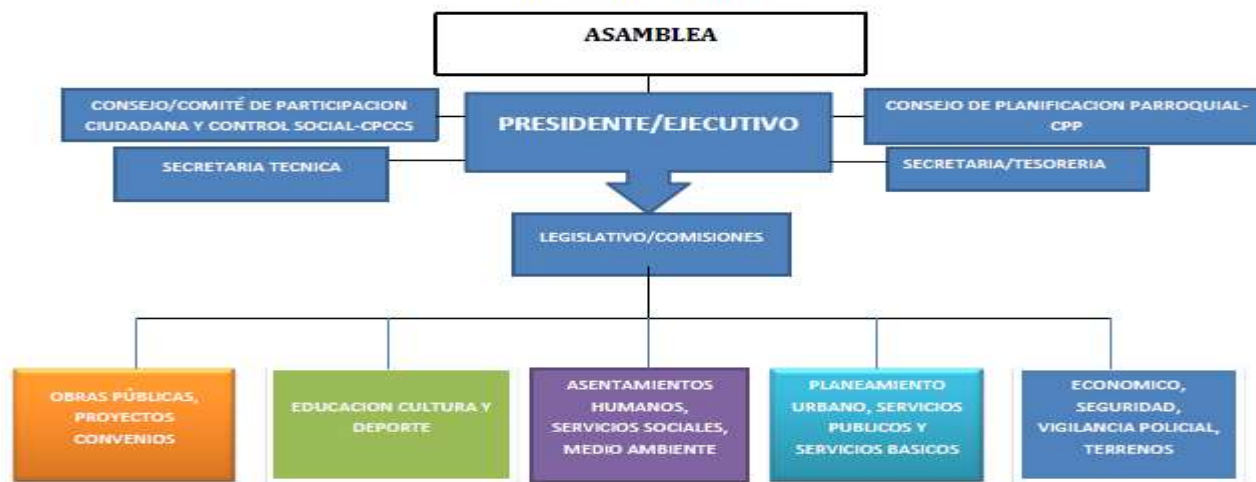 ASAMBLEA
CONSEJO/COMITÉ DE PARTICIPACION
CIUDADANA Y CONTROL SOCIAL-CPCCS
PRESIDENTE/EJECUTIVO
CONSEJO DE PLANIFICACION PARROQUIAL-
CPP
SECRETARIA TECNICA
SECRETARIA/TESORERIA
LEGISLATIVO/COMISIONES
OBRAS PÚBLICAS,
PROYECTOS
CONVENIOS
EDUCACION CULTURA Y
DEPORTE
ASENTAMIENTOS
HUMANOS,
SERVICIOS SOCIALES,
MEDIO AMBIENTE
PLANEAMIENTO
URBANO, SERVICIOS
PUBLICOS Y
SERVICIOS BASICOS
ECONOMICO,
SEGURIDAD,
VIGILANCIA POLICIAL,
TERRENOS